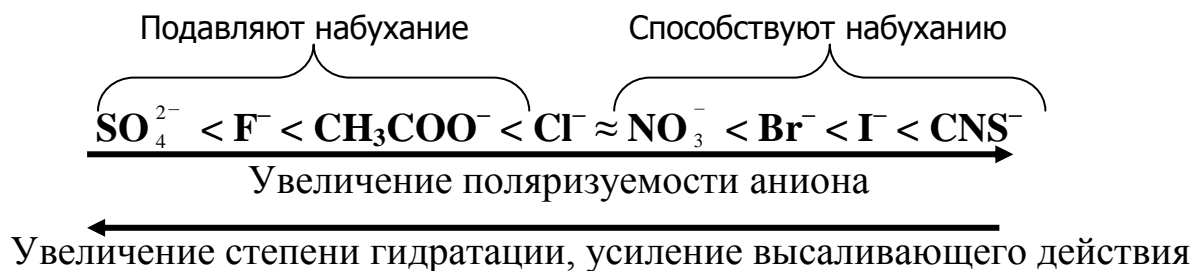 Подавляют набухание Способствуют набуханию
SO₄²⁻ < F⁻ < CH₃COO⁻ < Cl⁻ ≈ NO₃⁻ < Br⁻ < I⁻ < CNS⁻
Увеличение поляризуемости аниона
Увеличение степени гидратации, усиление высаливающего действия